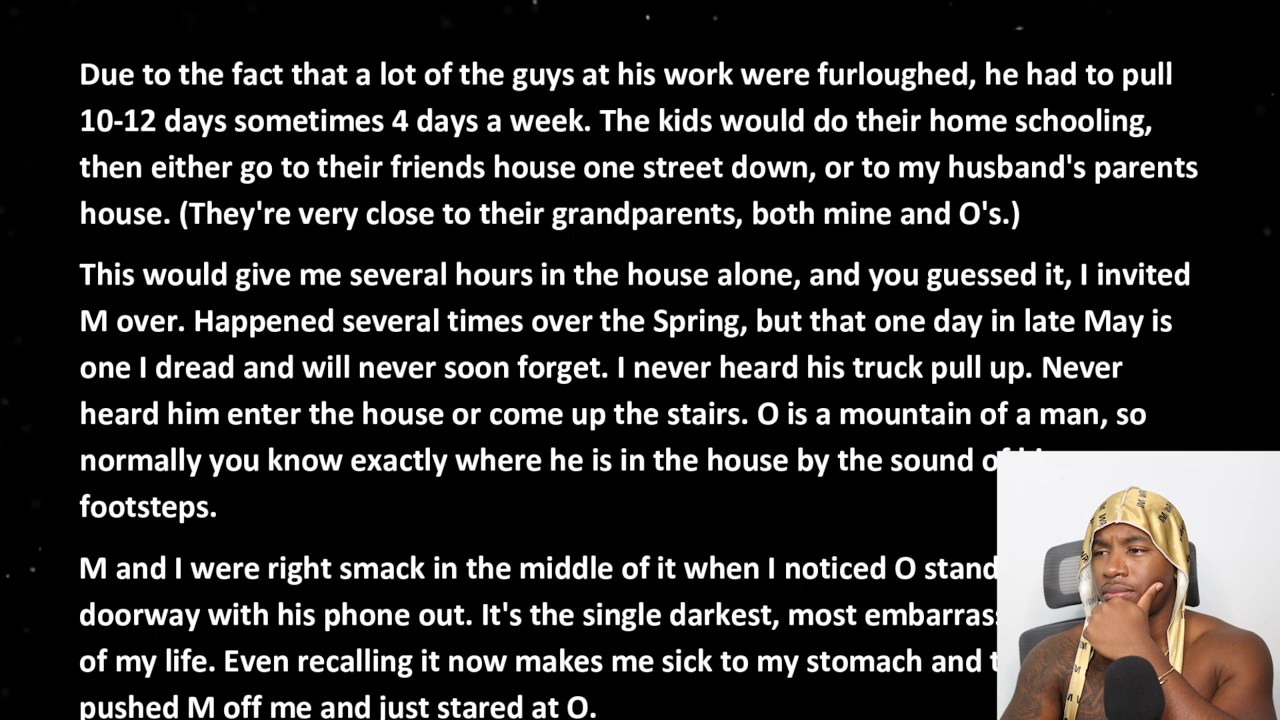 Due to the fact that a lot of the guys at his work were furloughed, he had to pull
10-12 days sometimes 4 days a week. The kids would do their home schooling,
then either go to their friends house one street down, or to my husband's parents
house. (They're very close to their grandparents, both mine and O's.)
This would give me several hours in the house alone, and you guessed it, I invited
M over. Happened several times over the Spring, but that one day in late May is
one I dread and will never soon forget. I never heard his truck pull up. Never
heard him enter the house or come up the stairs. O is a mountain of a man, so
normally you know exactly where he is in the house by the sound of
footsteps.
M and I were right smack in the middle of it when I noticed O stand
doorway with his phone out. It's the single darkest, most embarras
of my life. Even recalling it now makes me sick to my stomach and
pushed M off me and just stared at O.